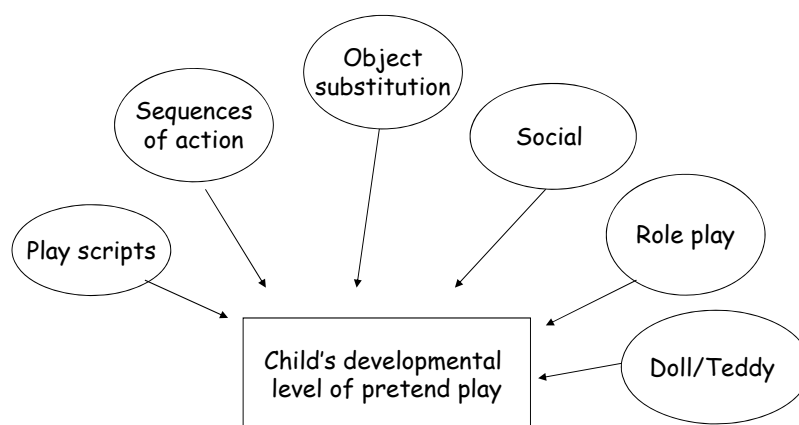 Object
substitution
Sequences
of action
Social
Play scripts
Role play
Doll/Teddy
Child's developmental
level of pretend play